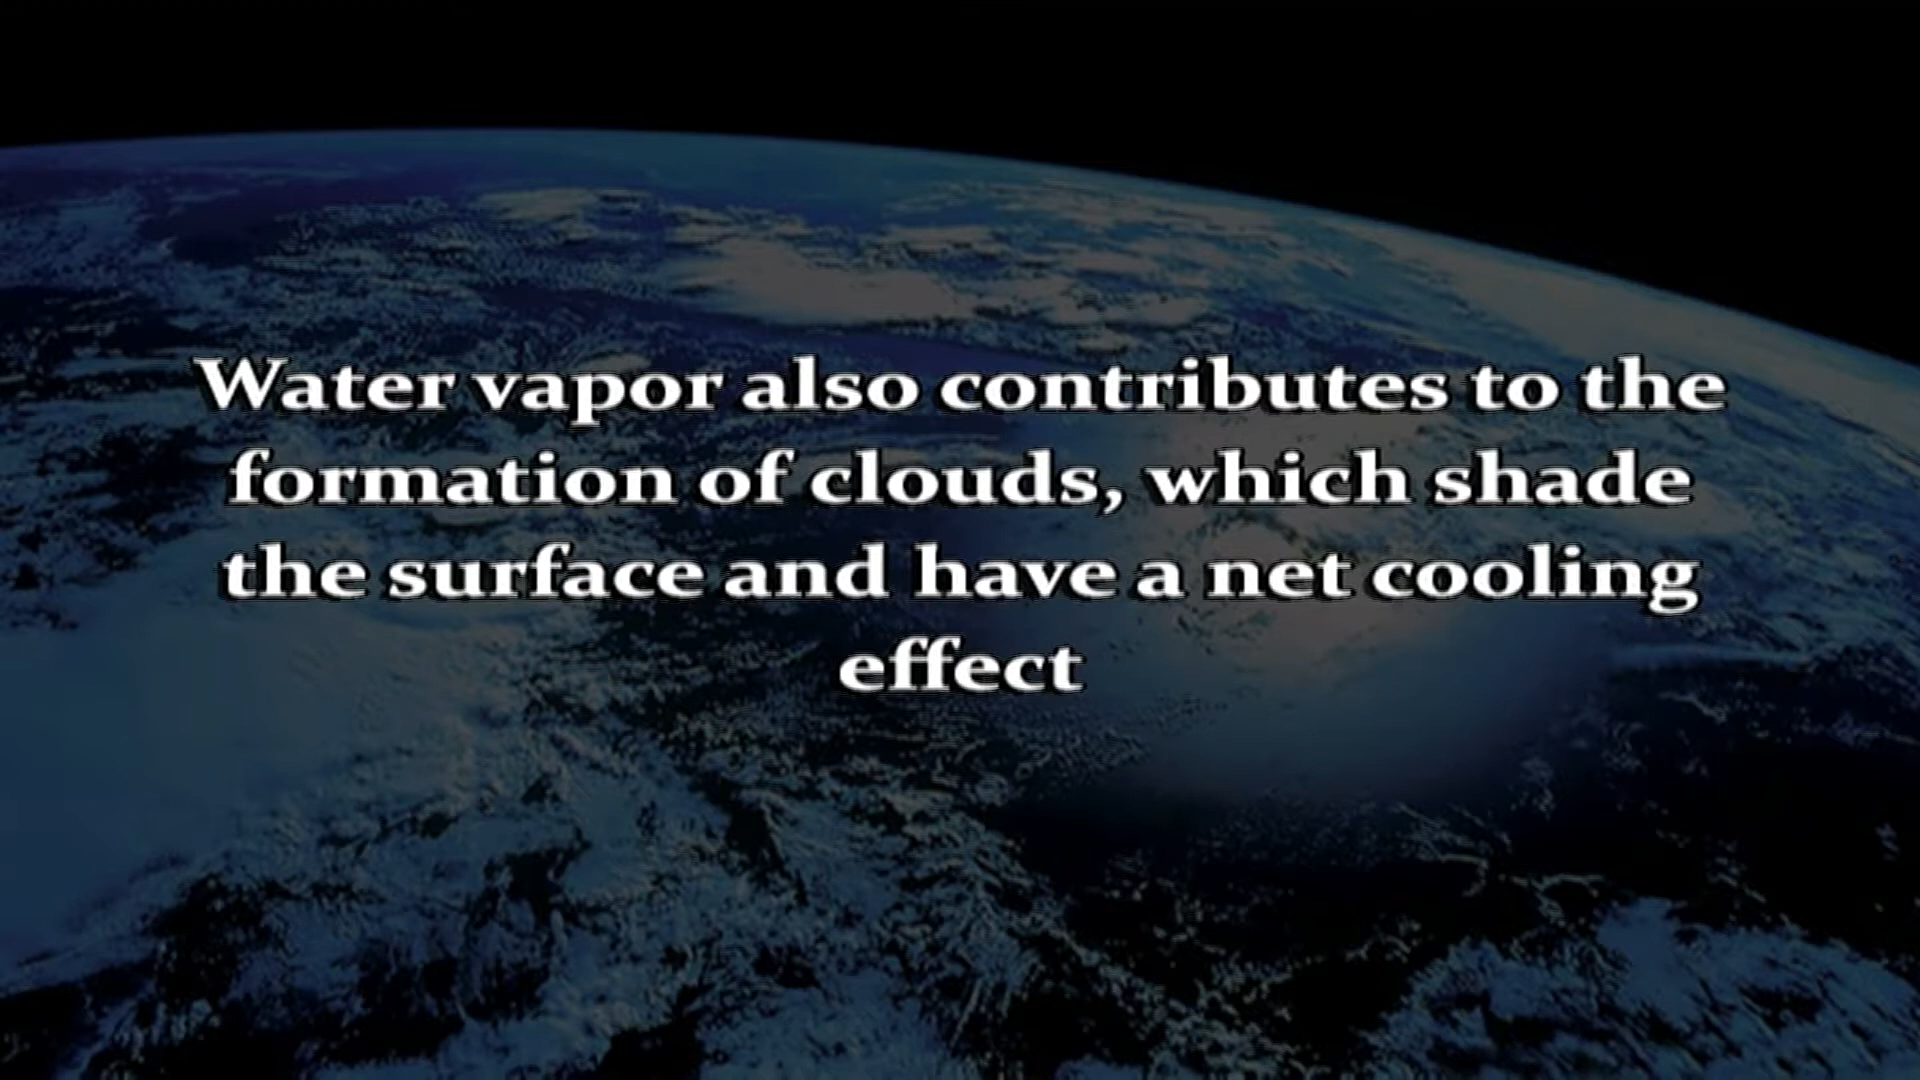 Water vapor also contributes to the
formation of clouds, which shade
the surface and have a net cooling
effect